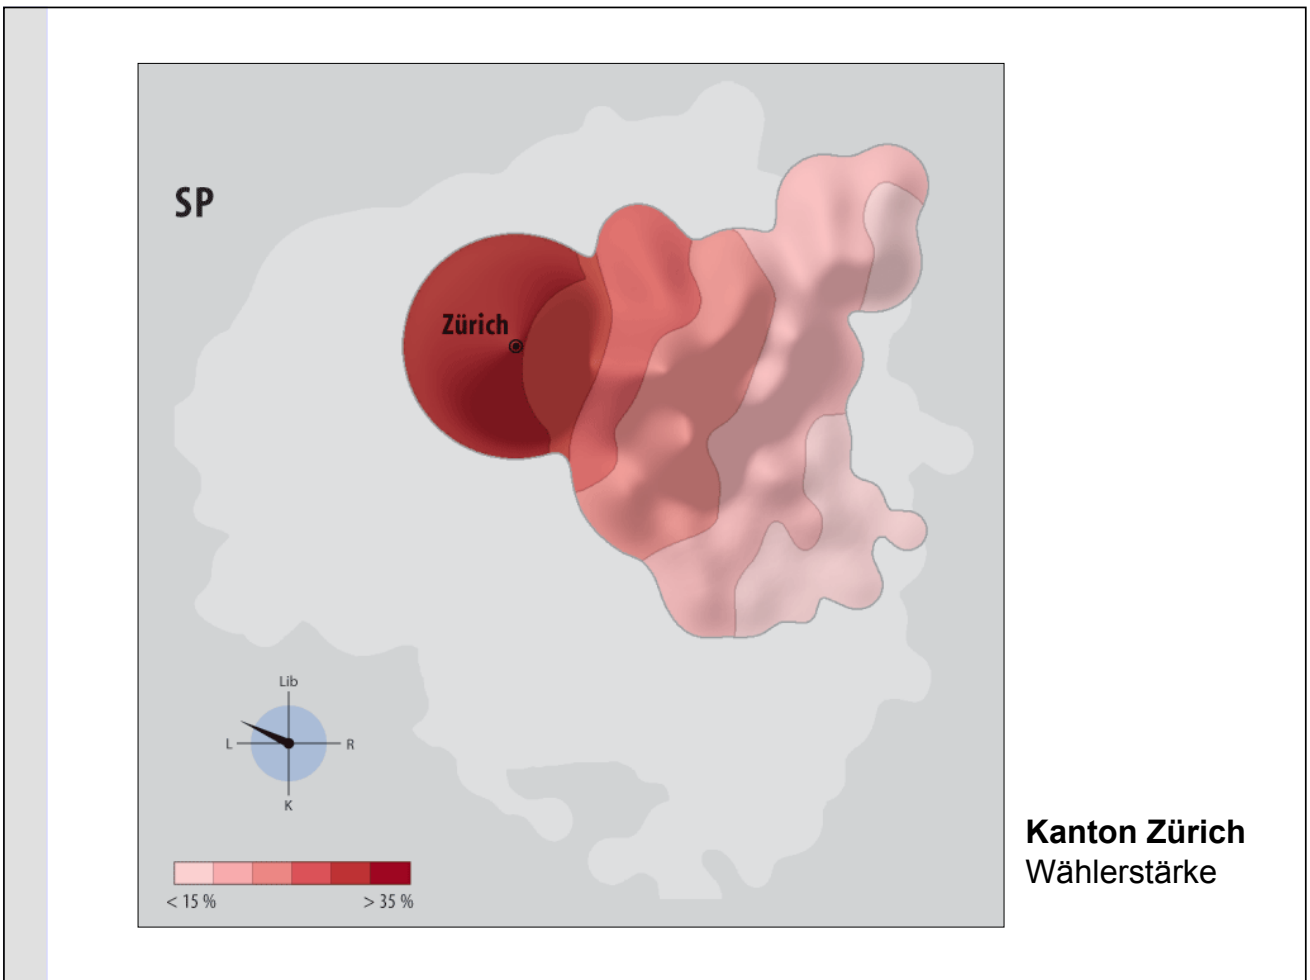 SP
Zürich
Lib
L
R
K
< 15 %
> 35 %
Kanton Zürich
Wählerstärke